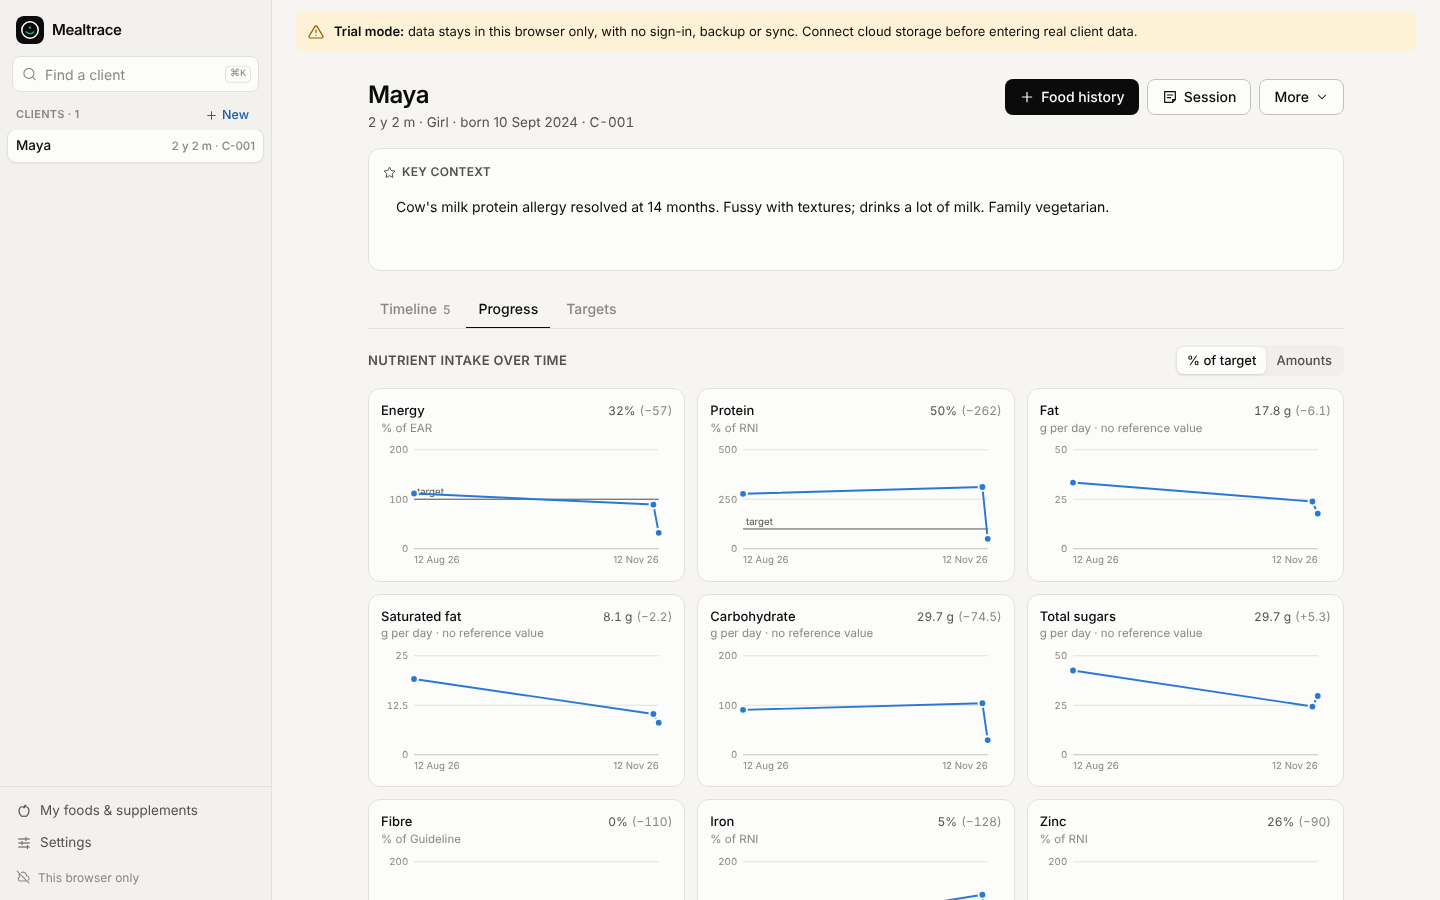 Mealtrace
Find a client
⌘K
CLIENTS · 1
+ New
Maya
2 y 2 m · C-001
My foods & supplements
Settings
This browser only
Trial mode: data stays in this browser only, with no sign-in, backup or sync. Connect cloud storage before entering real client data.
Maya
2 y 2 m · Girl · born 10 Sept 2024 · C-001
+ Food history
Session
More
KEY CONTEXT
Cow's milk protein allergy resolved at 14 months. Fussy with textures; drinks a lot of milk. Family vegetarian.
Timeline 5
Progress
Targets
NUTRIENT INTAKE OVER TIME
% of target
Amounts
Energy
32% (−57)
% of EAR
200
target
100
0
12 Aug 26
12 Nov 26
Protein
50% (−262)
% of RNI
500
250
target
0
12 Aug 26
12 Nov 26
Fat
17.8 g (−6.1)
g per day · no reference value
50
25
0
12 Aug 26
12 Nov 26
Saturated fat
8.1 g (−2.2)
g per day · no reference value
25
12.5
0
12 Aug 26
12 Nov 26
Carbohydrate
29.7 g (−74.5)
g per day · no reference value
200
100
0
12 Aug 26
12 Nov 26
Total sugars
29.7 g (+5.3)
g per day · no reference value
50
25
0
12 Aug 26
12 Nov 26
Fibre
0% (−110)
% of Guideline
200
Iron
5% (−128)
% of RNI
200
Zinc
26% (−90)
% of RNI
200